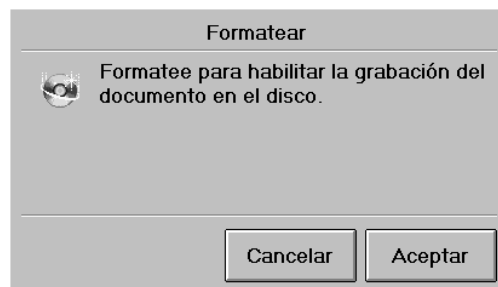 Formatear
Formatee para habilitar la grabación del
documento en el disco.
Cancelar Aceptar